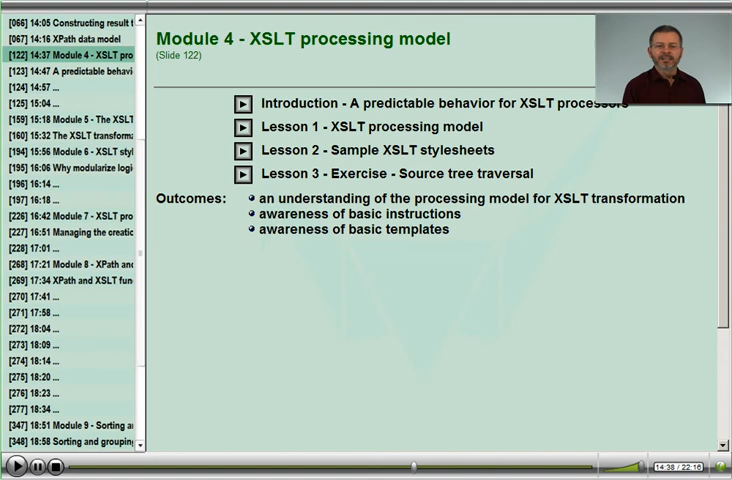 [066] 14:05 Constructing result t
[067] 14:16 XPath data model
[122] 14:37 Module 4 - XSLT pro
[123] 14:47 A predictable behavi
[124] 14:57 ...
[125] 15:04 ...
[159] 15:18 Module 5 - The XSLT
[160] 15:32 The XSLT transforma
[194] 15:56 Module 6 - XSLT styl
[195] 16:06 Why modularize logi
[196] 16:14 ...
[197] 16:18 ...
[226] 16:42 Module 7 - XSLT pro
[227] 16:51 Managing the creatic
[228] 17:01 ...
[268] 17:21 Module 8 - XPath and
[269] 17:34 XPath and XSLT fun
[270] 17:41 ...
[271] 17:58 ...
[272] 18:04 ...
[273] 18:09 ...
[274] 18:14 ...
[275] 18:20 ...
[276] 18:23 ...
[277] 18:34 ...
[347] 18:51 Module 9 - Sorting a
[348] 18:58 Sorting and grouping
Module 4 - XSLT processing model
(Slide 122)
Introduction - A predictable behavior for XSLT processors
Lesson 1 - XSLT processing model
Lesson 2 - Sample XSLT stylesheets
Lesson 3 - Exercise - Source tree traversal
Outcomes:
an understanding of the processing model for XSLT transformation
awareness of basic instructions
awareness of basic templates
14:38 / 22:16